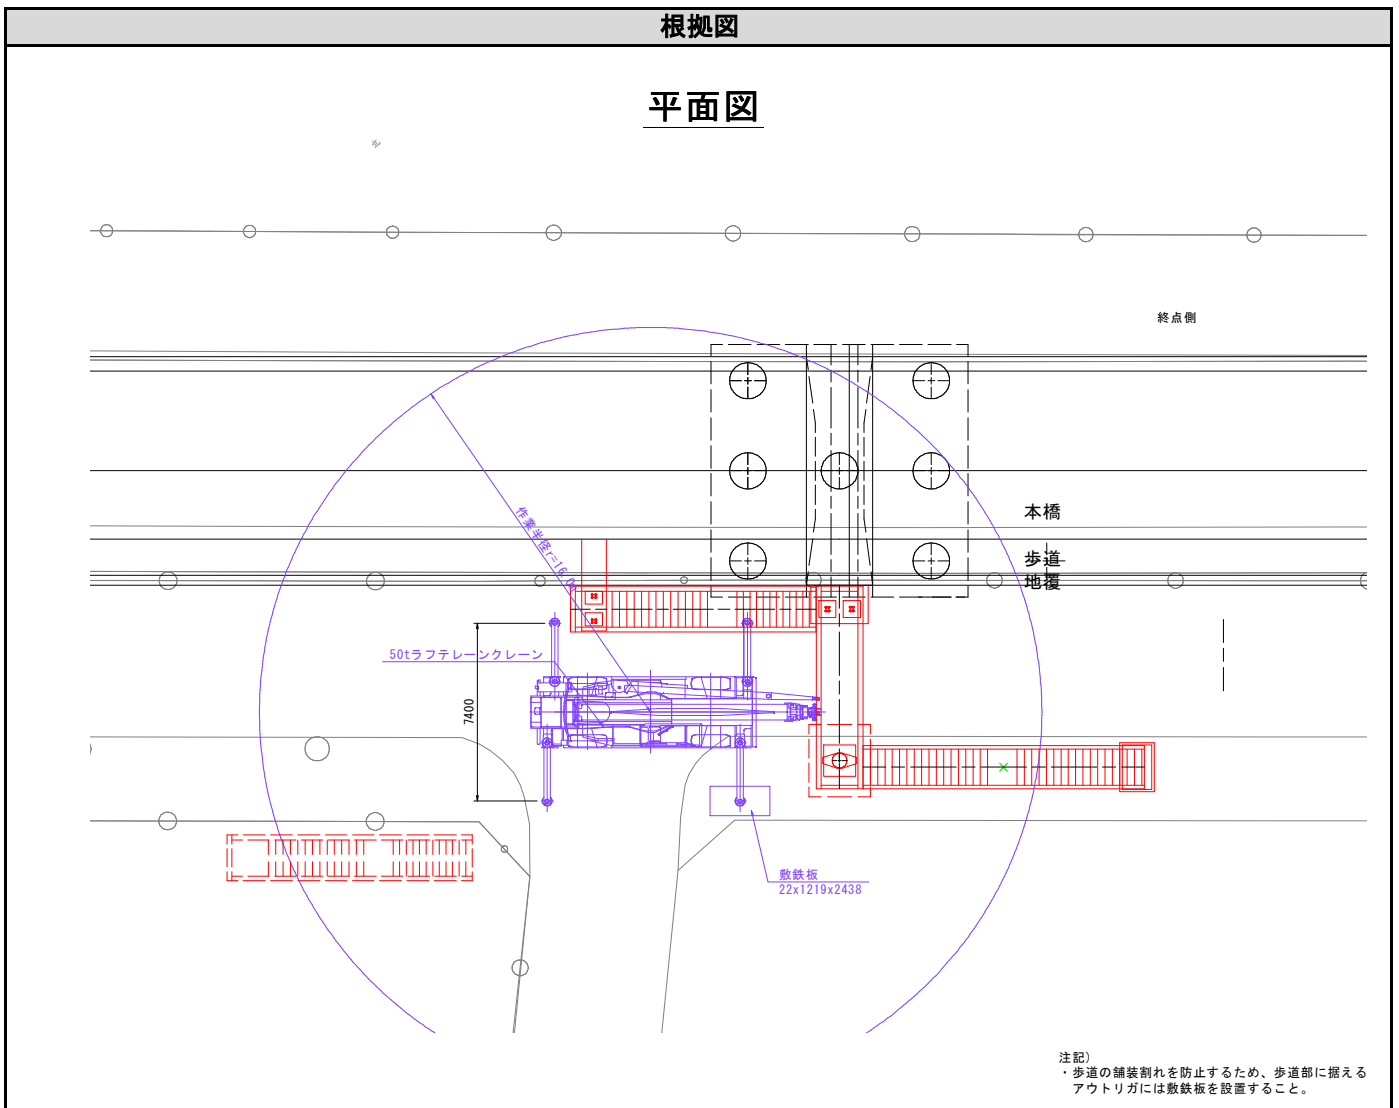 根拠図
平面図
北
終点側
本橋
歩道
地覆
作業半径r=16.0m
50tラフテレーンクレーン
7400
敷鉄板
22x1219x2438
注記)
・歩道の舗装割れを防止するため、歩道部に据える
アウトリガには敷鉄板を設置すること。